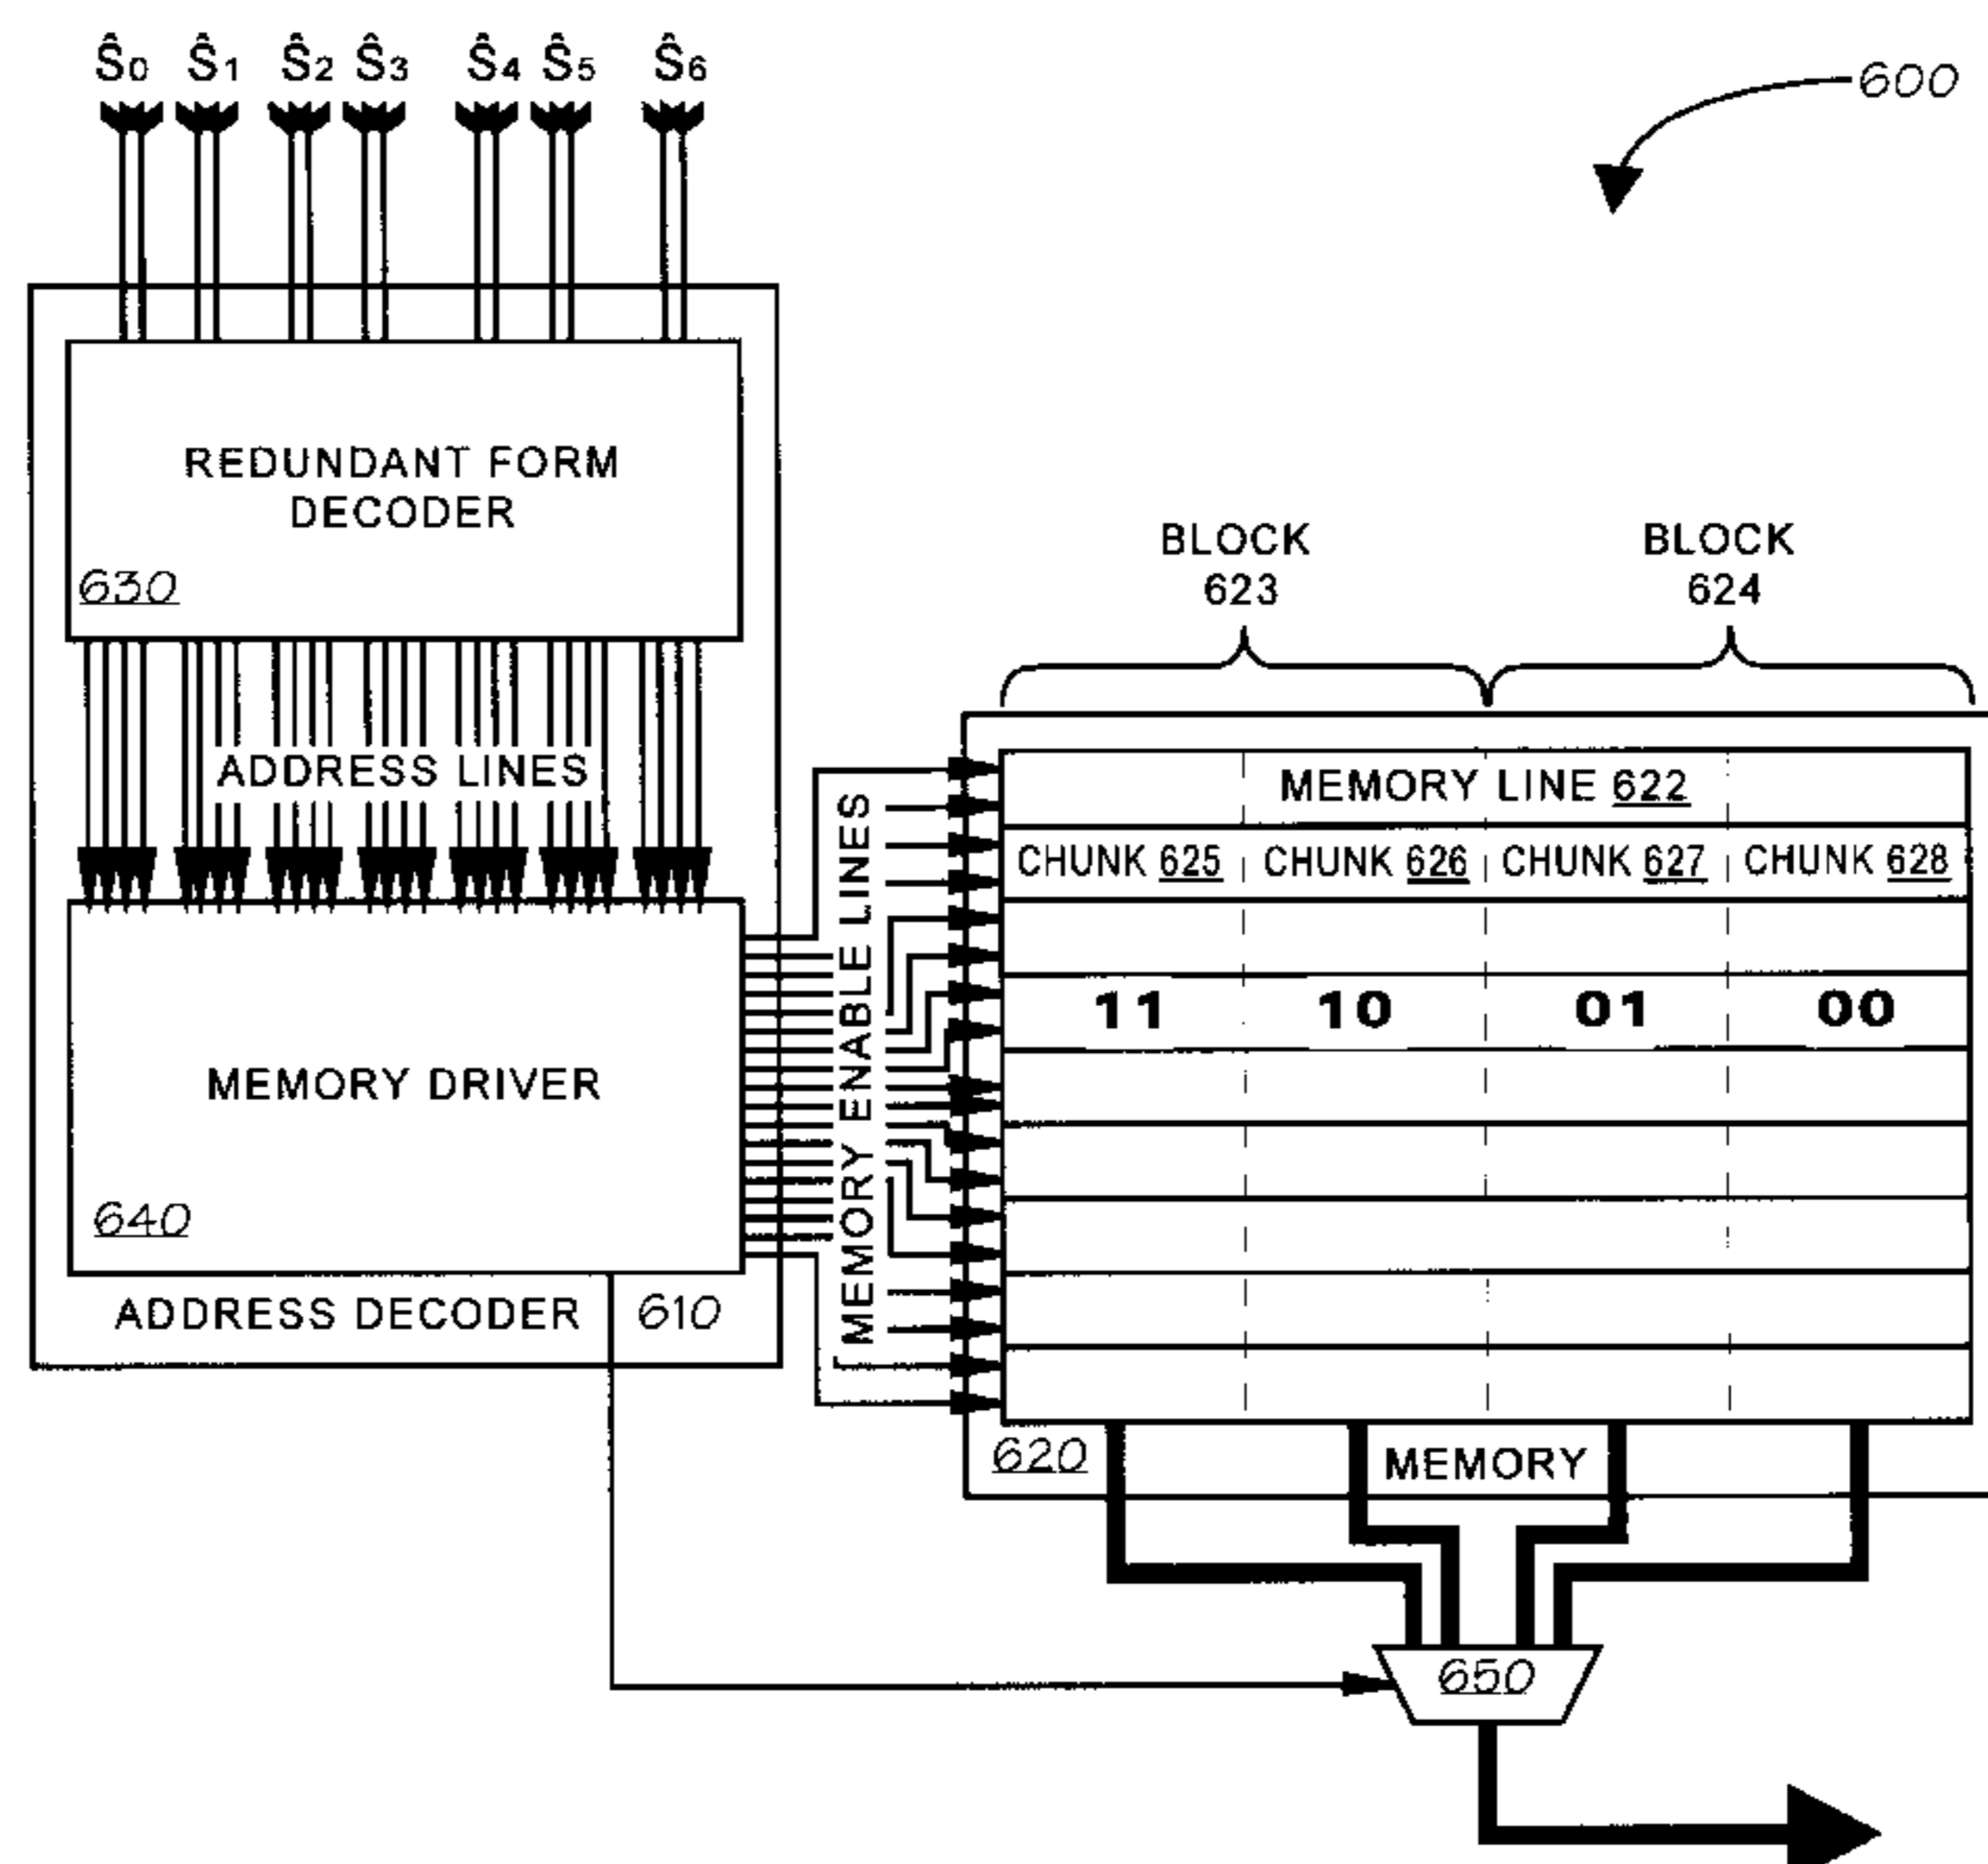 Ŝ0 Ŝ1 Ŝ2 Ŝ3 Ŝ4 Ŝ5 Ŝ6
600
REDUNDANT FORM
DECODER
630
ADDRESS LINES
MEMORY DRIVER
640
ADDRESS DECODER 610
MEMORY ENABLE LINES
BLOCK
623
BLOCK
624
MEMORY LINE 622
CHUNK 625 CHUNK 626 CHUNK 627 CHUNK 628
11 10 01 00
620 MEMORY
650